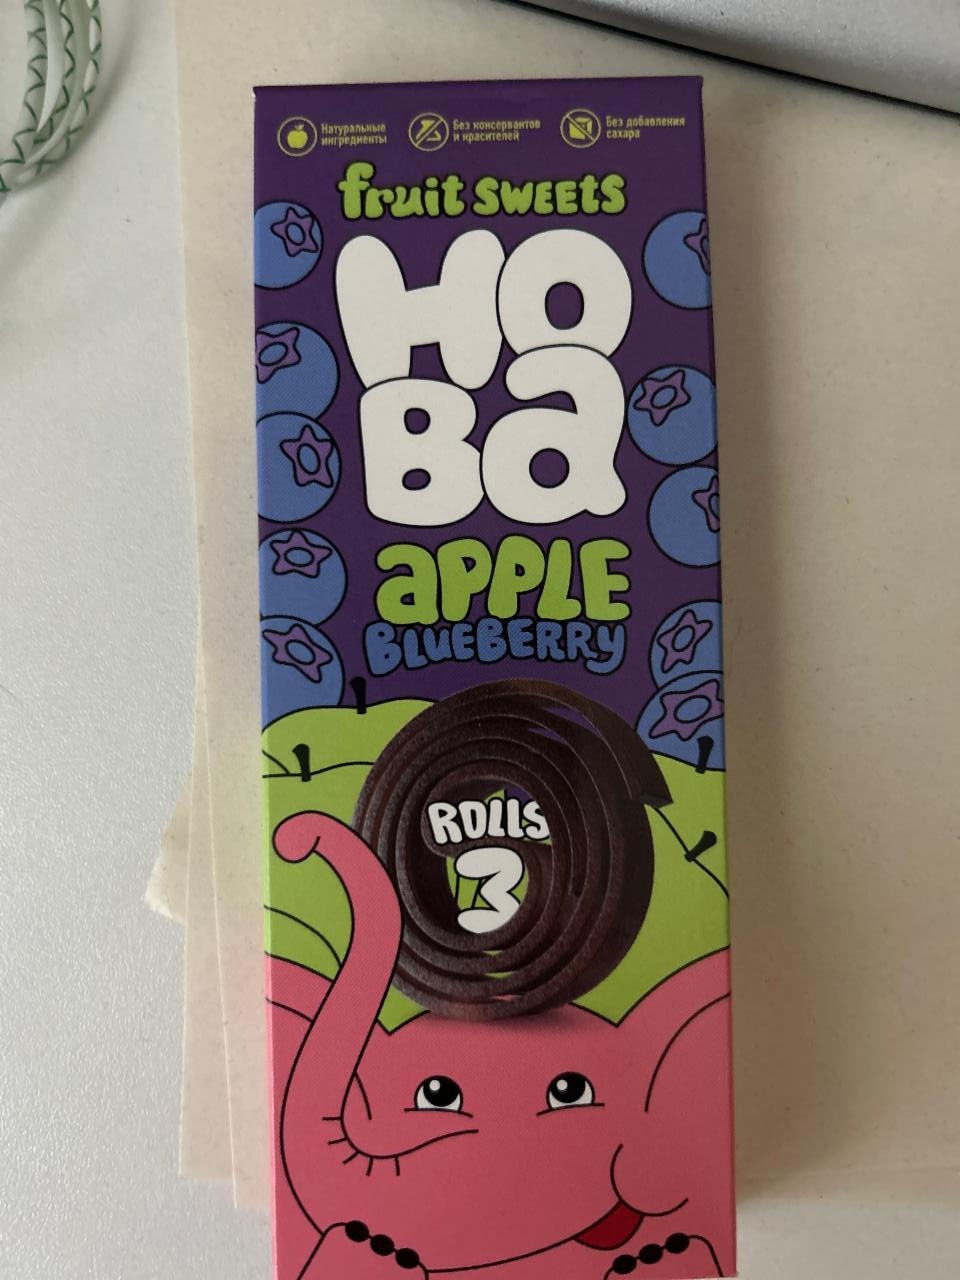 Натуральные
ингредиенты
Без консервантов
и красителей
Без добавления
сахара
fruit SWEETS
HO
Ba
aPPLE
BLUEBERRY
ROLLS
3